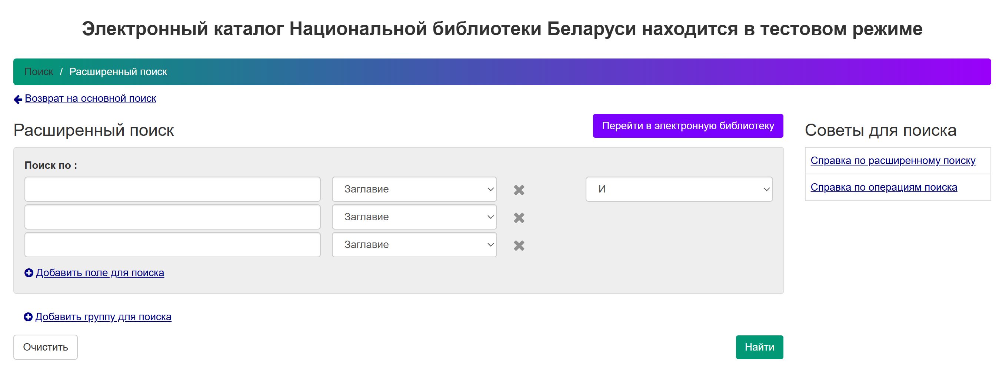 Электронный каталог Национальной библиотеки Беларуси находится в тестовом режиме
Поиск / Расширенный поиск
Возврат на основной поиск
Расширенный поиск
Перейти в электронную библиотеку
Поиск по :
Заглавие
И
Заглавие
Заглавие
Добавить поле для поиска
Добавить группу для поиска
Очистить
Найти
Советы для поиска
Справка по расширенному поиску
Справка по операциям поиска